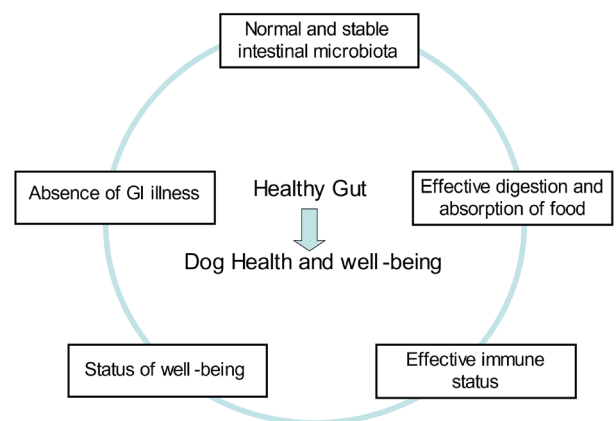 Normal and stable
intestinal microbiota
Absence of GI illness
Healthy Gut
Effective digestion and
absorption of food
Dog Health and well-being
Status of well-being
Effective immune
status